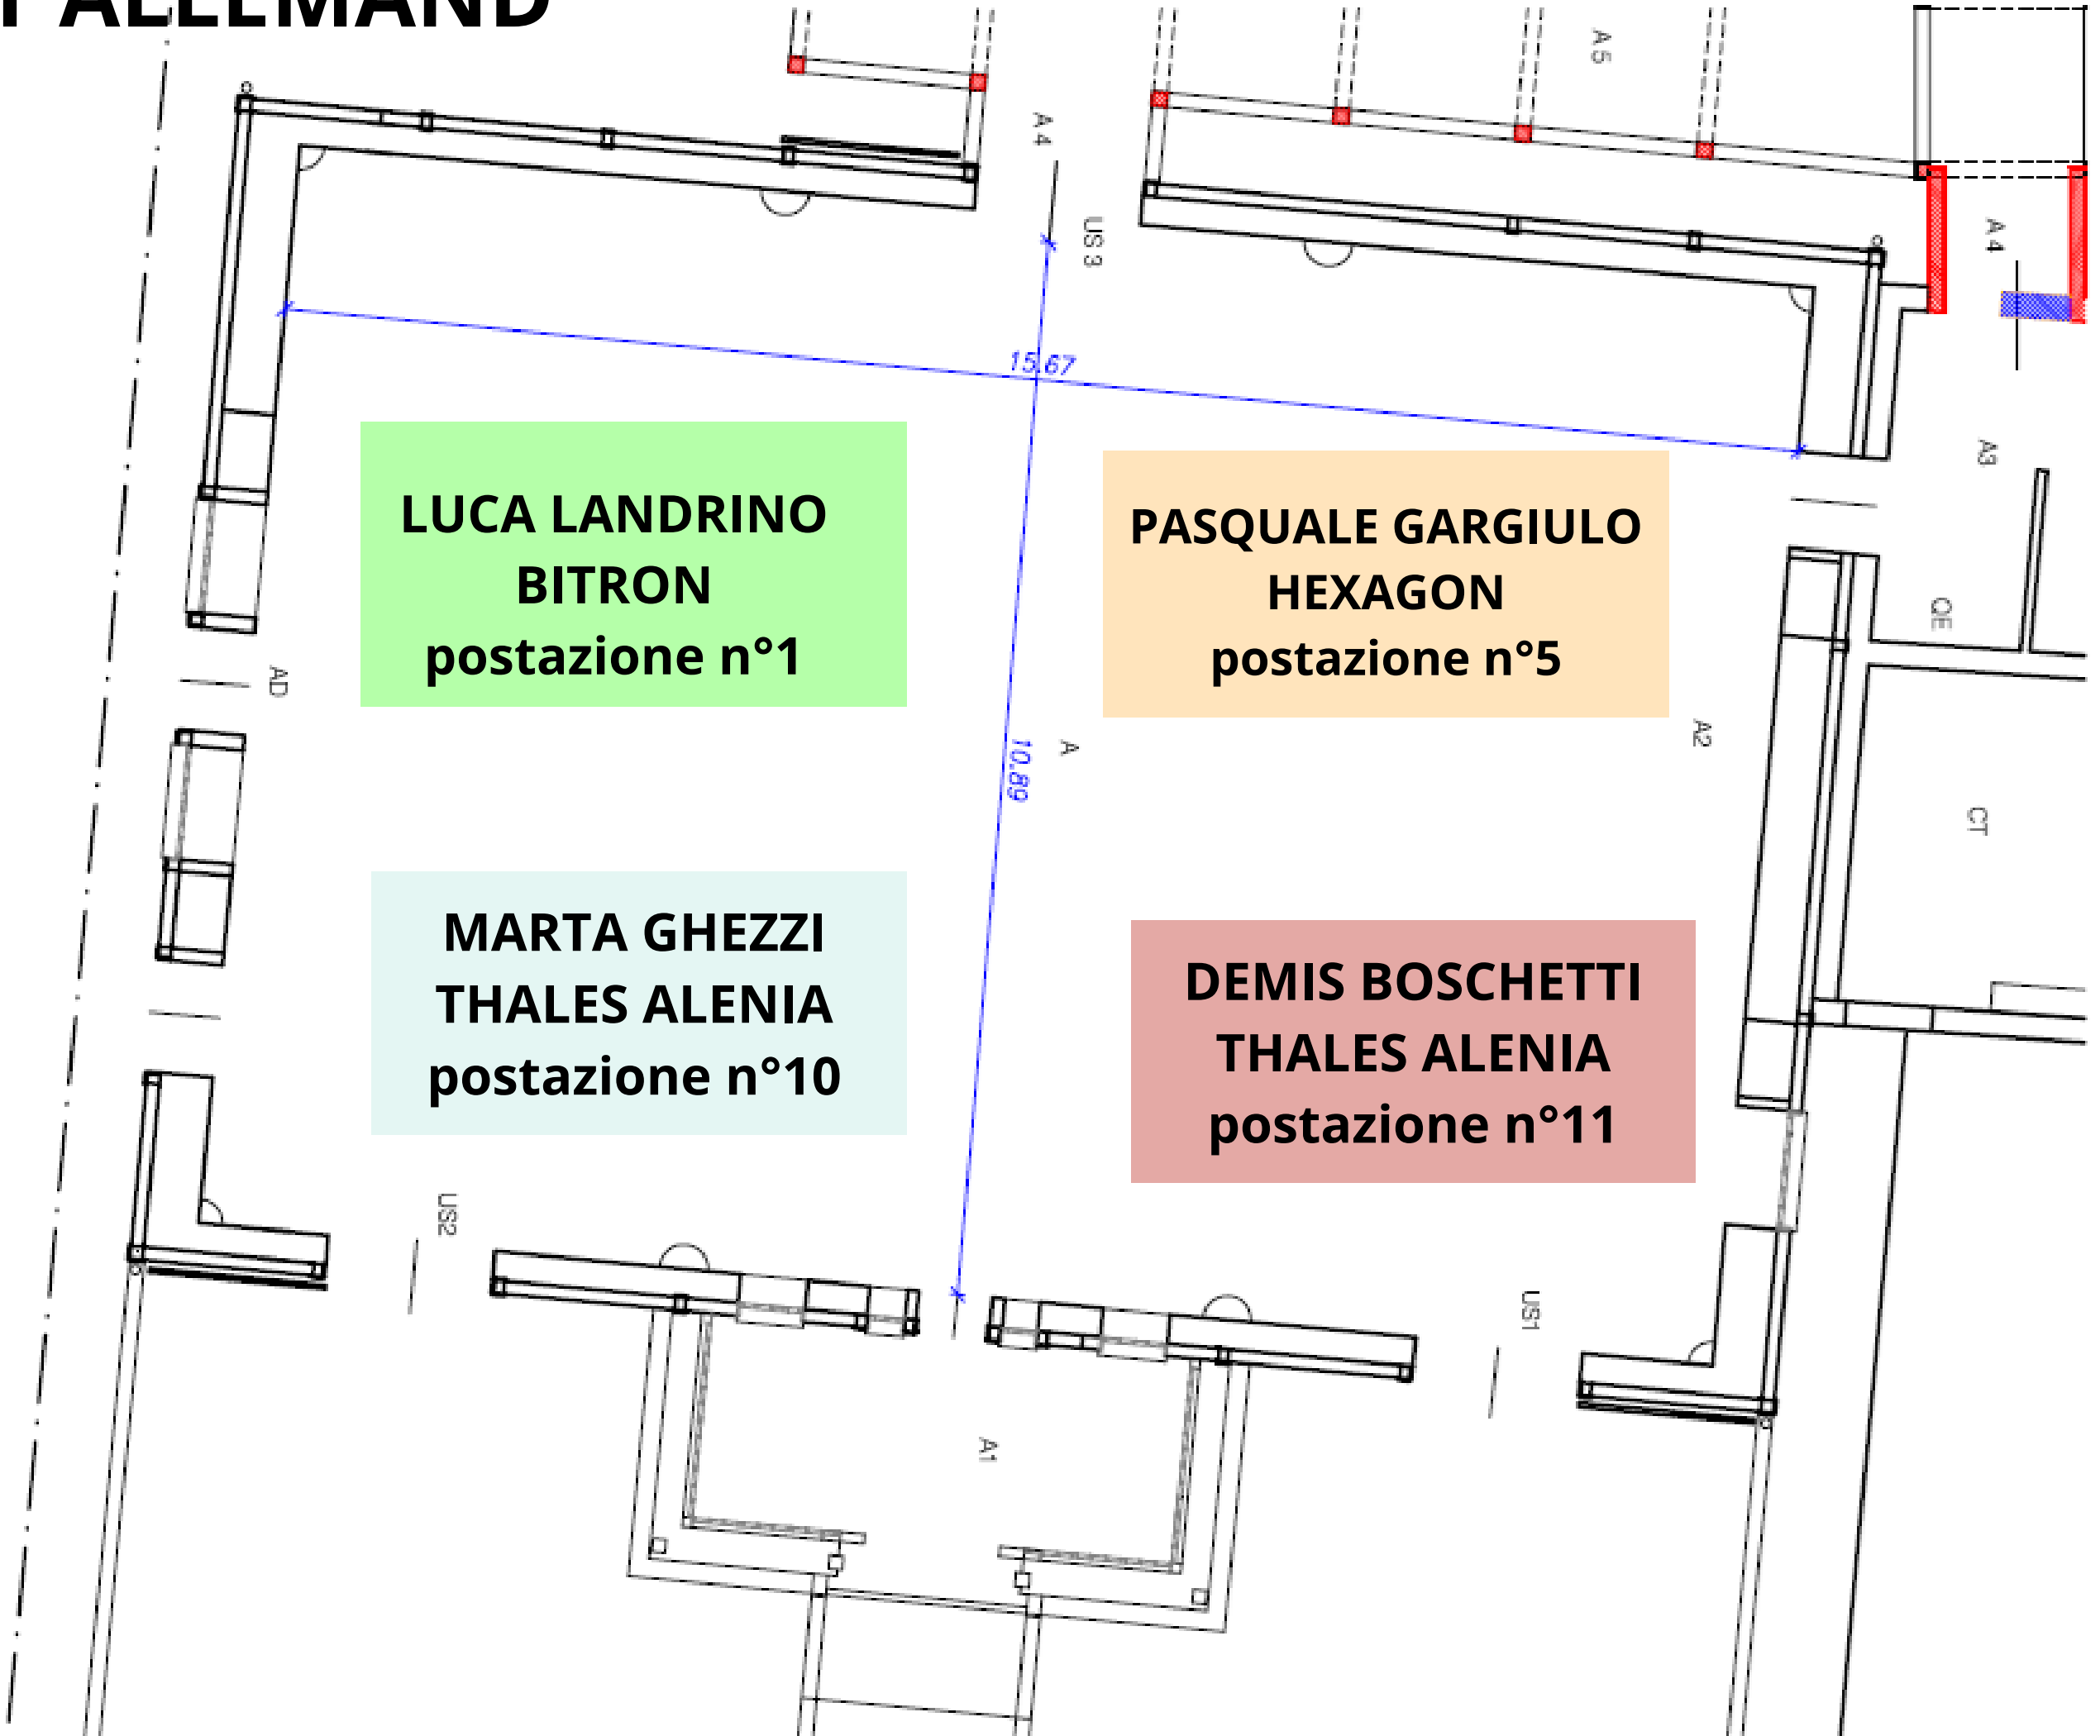 ALLEMAND
A 5
A 4
US 3
A 4
15.67
A3
LUCA LANDRINO
BITRON
postazione n°1
PASQUALE GARGIULO
HEXAGON
postazione n°5
QE
AD
A
A2
10.89
CT
MARTA GHEZZI
THALES ALENIA
postazione n°10
DEMIS BOSCHETTI
THALES ALENIA
postazione n°11
US2
US1
A1